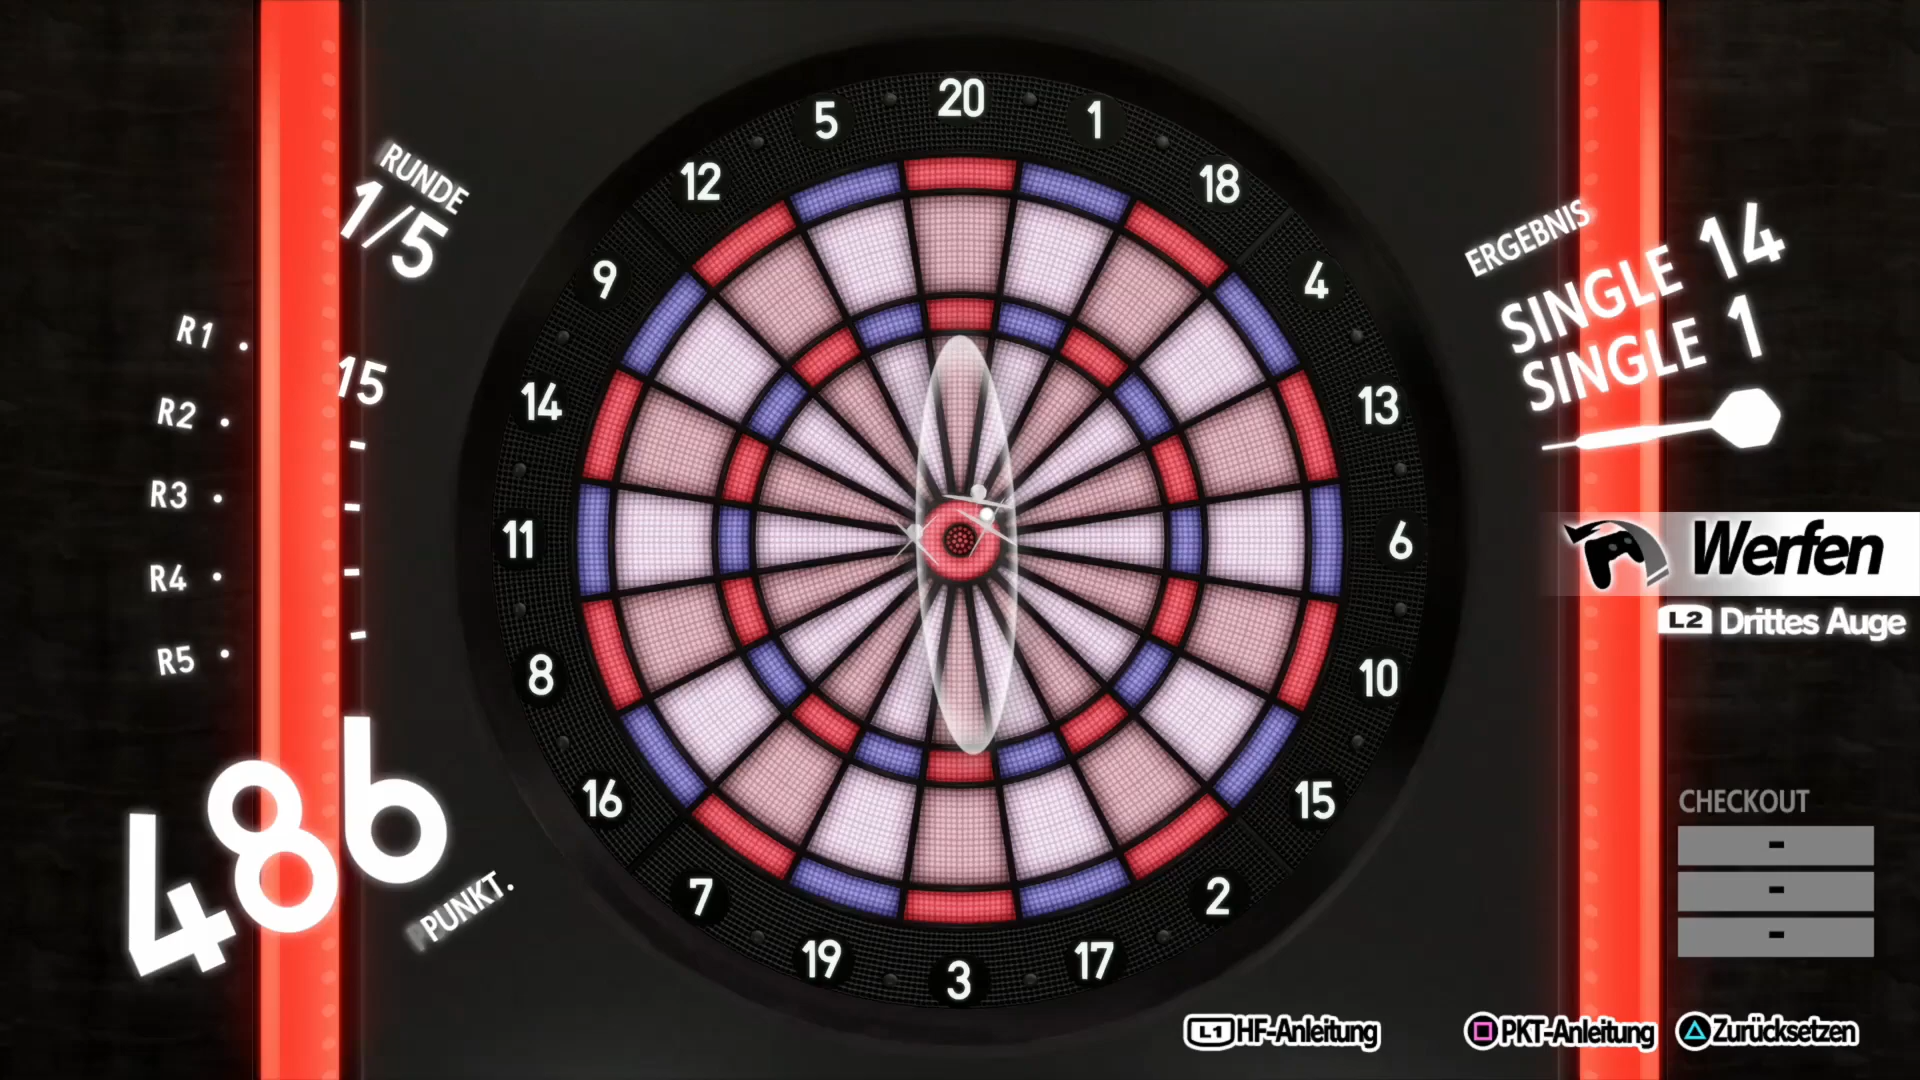 RUNDE
1/5
R1 . 15
R2 . -
R3 . -
R4 . -
R5 . -
486
PUNKT.
20
1
18
4
13
6
10
15
2
17
3
19
7
16
8
11
14
9
12
5
ERGEBNIS
SINGLE 14
SINGLE 1
Werfen
L2 Drittes Auge
CHECKOUT
-
-
-
L1 HF-Anleitung
PKT-Anleitung
Zurücksetzen